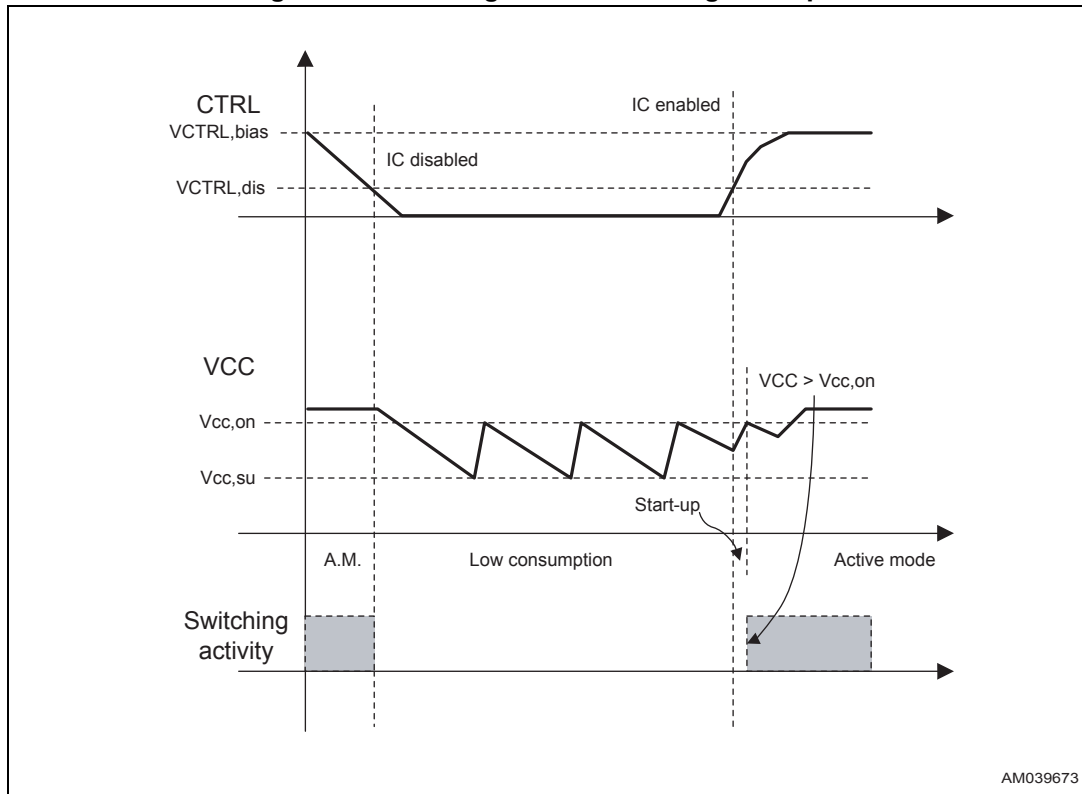 CTRL
IC enabled
VCTRL,bias
IC disabled
VCTRL,dis
VCC
VCC > Vcc,on
Vcc,on
Vcc,su
Start-up
A.M.
Low consumption
Active mode
Switching
activity
AM039673